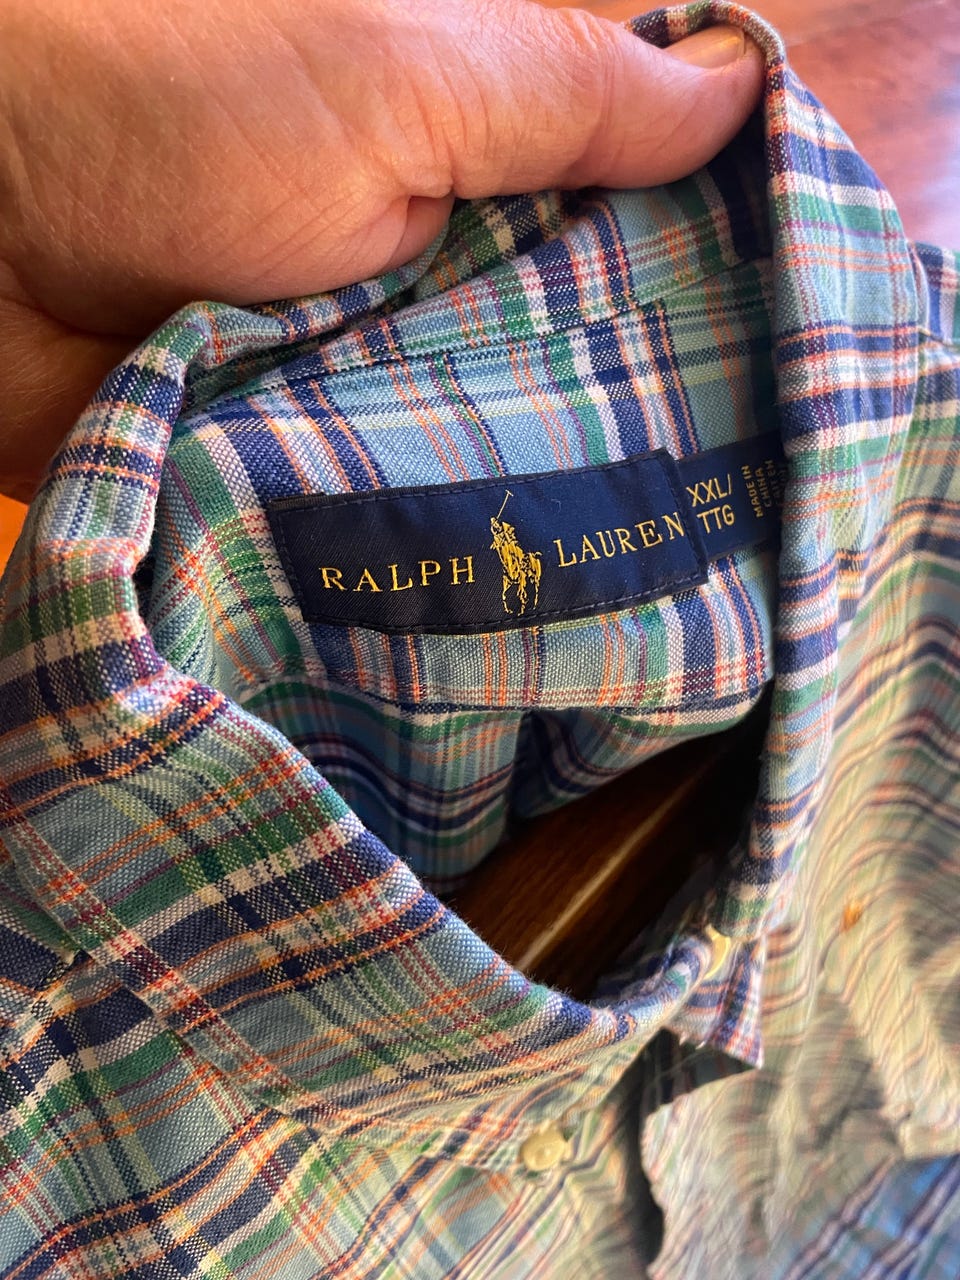 RALPH LAUREN
XXL/
TTG
MADE IN
CHINA